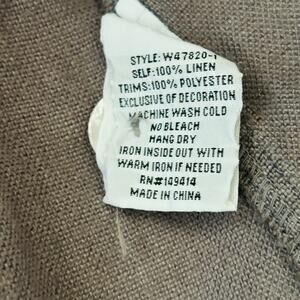 STYLE: W47820-1
SELF:100% LINEN
TRIMS:100% POLYESTER
EXCLUSIVE OF DECORATION
MACHINE WASH COLD
NO BLEACH
HANG DRY
IRON INSIDE OUT WITH
WARM IRON IF NEEDED
RN#149414
MADE IN CHINA